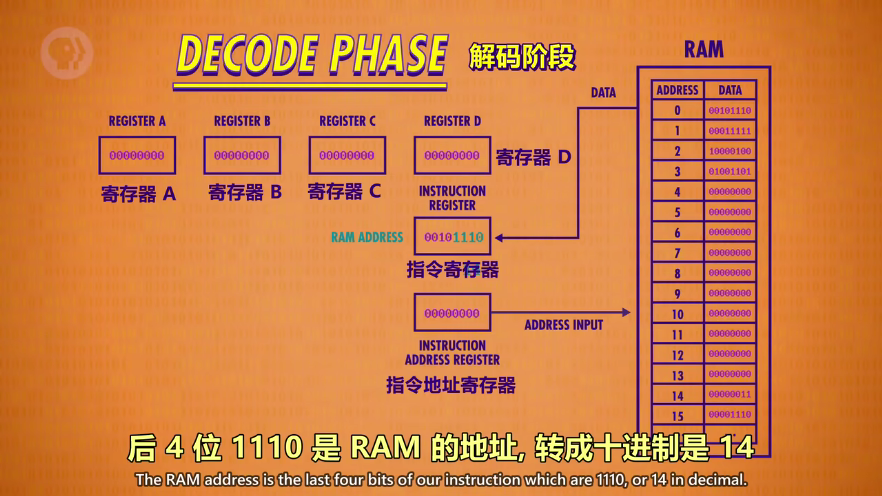 DECODE PHASE 解码阶段
RAM
DATA
ADDRESS DATA
0 00101110
1 00011111
2 10000100
3 01001101
4 00000000
5 00000000
6 00000000
7 00000000
8 00000000
9 00000000
10 00000000
11 00000000
12 00000000
13 00000000
14 00000011
15 00001110
REGISTER A REGISTER B REGISTER C REGISTER D
00000000 00000000 00000000 00000000
寄存器 A 寄存器 B 寄存器 C 寄存器 D
INSTRUCTION
REGISTER
RAM ADDRESS 00101110
指令寄存器
00000000
ADDRESS INPUT
INSTRUCTION
ADDRESS REGISTER
指令地址寄存器
后 4 位 1110 是 RAM 的地址, 转成十进制是 14
The RAM address is the last four bits of our instruction which are 1110, or 14 in decimal.